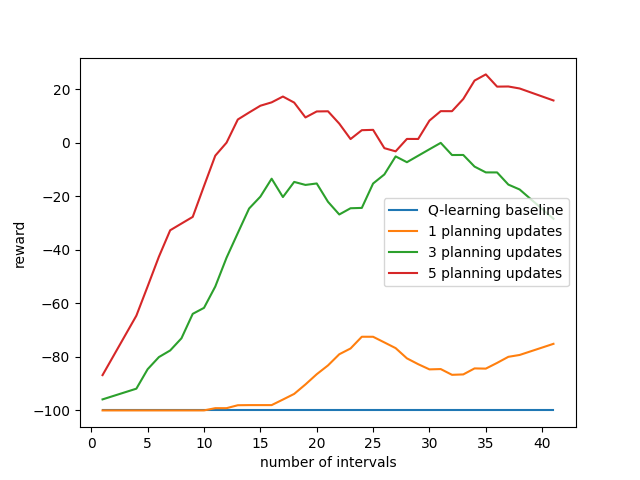 20
0
−20
−40
−60
−80
−100
reward
Q-learning baseline
1 planning updates
3 planning updates
5 planning updates
0 5 10 15 20 25 30 35 40
number of intervals